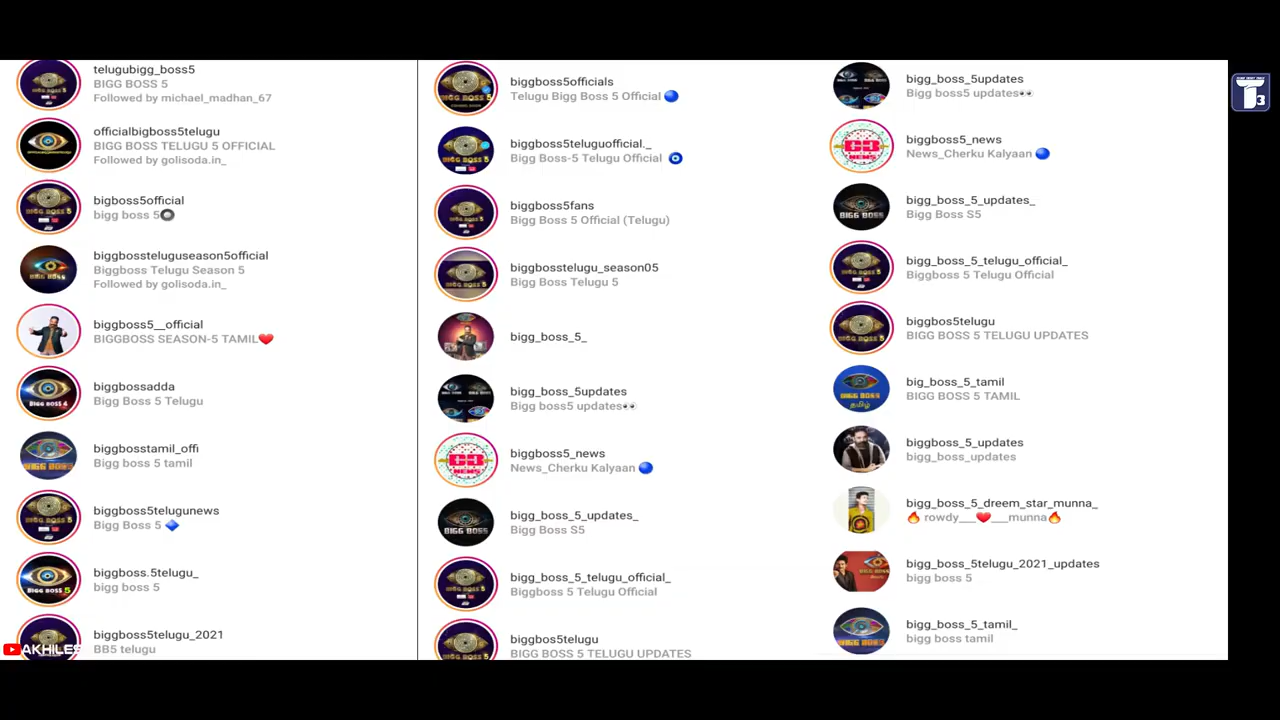 telugubigg_boss5
BIGG BOSS 5
Followed by michael_madhan_67
officialbigboss5telugu
BIGG BOSS TELUGU 5 OFFICIAL
Followed by golisoda.in_
bigboss5official
bigg boss 5
biggbossteluguseason5official
Biggboss Telugu Season 5
Followed by golisoda.in_
biggboss5__official
BIGGBOSS SEASON-5 TAMIL❤️
biggbossadda
Bigg Boss 5 Telugu
biggbosstamil_offi
Bigg boss 5 tamil
biggboss5telugunews
Bigg Boss 5 🔷
biggboss.5telugu_
bigg boss 5
biggboss5telugu_2021
BB5 telugu
AKHILES
biggboss5officials
Telugu Bigg Boss 5 Official 🔵
biggboss5teluguofficial._
Bigg Boss-5 Telugu Official 🧿
biggboss5fans
Bigg Boss 5 Official (Telugu)
biggbosstelugu_season05
Bigg Boss Telugu 5
bigg_boss_5_
bigg_boss_5updates
Bigg boss5 updates👀
biggboss5_news
News_Cherku Kalyaan 🔵
bigg_boss_5_updates_
Bigg Boss S5
bigg_boss_5_telugu_official_
Biggboss 5 Telugu Official
biggbos5telugu
BIGG BOSS 5 TELUGU UPDATES
bigg_boss_5updates
Bigg boss5 updates👀
biggboss5_news
News_Cherku Kalyaan 🔵
bigg_boss_5_updates_
Bigg Boss S5
bigg_boss_5_telugu_official_
Biggboss 5 Telugu Official
biggbos5telugu
BIGG BOSS 5 TELUGU UPDATES
big_boss_5_tamil
BIGG BOSS 5 TAMIL
biggboss_5_updates
bigg_boss_updates
bigg_boss_5_dreem_star_munna_
🔥 rowdy___❤️___munna🔥
bigg_boss_5telugu_2021_updates
bigg boss 5
bigg_boss_5_tamil_
bigg boss tamil